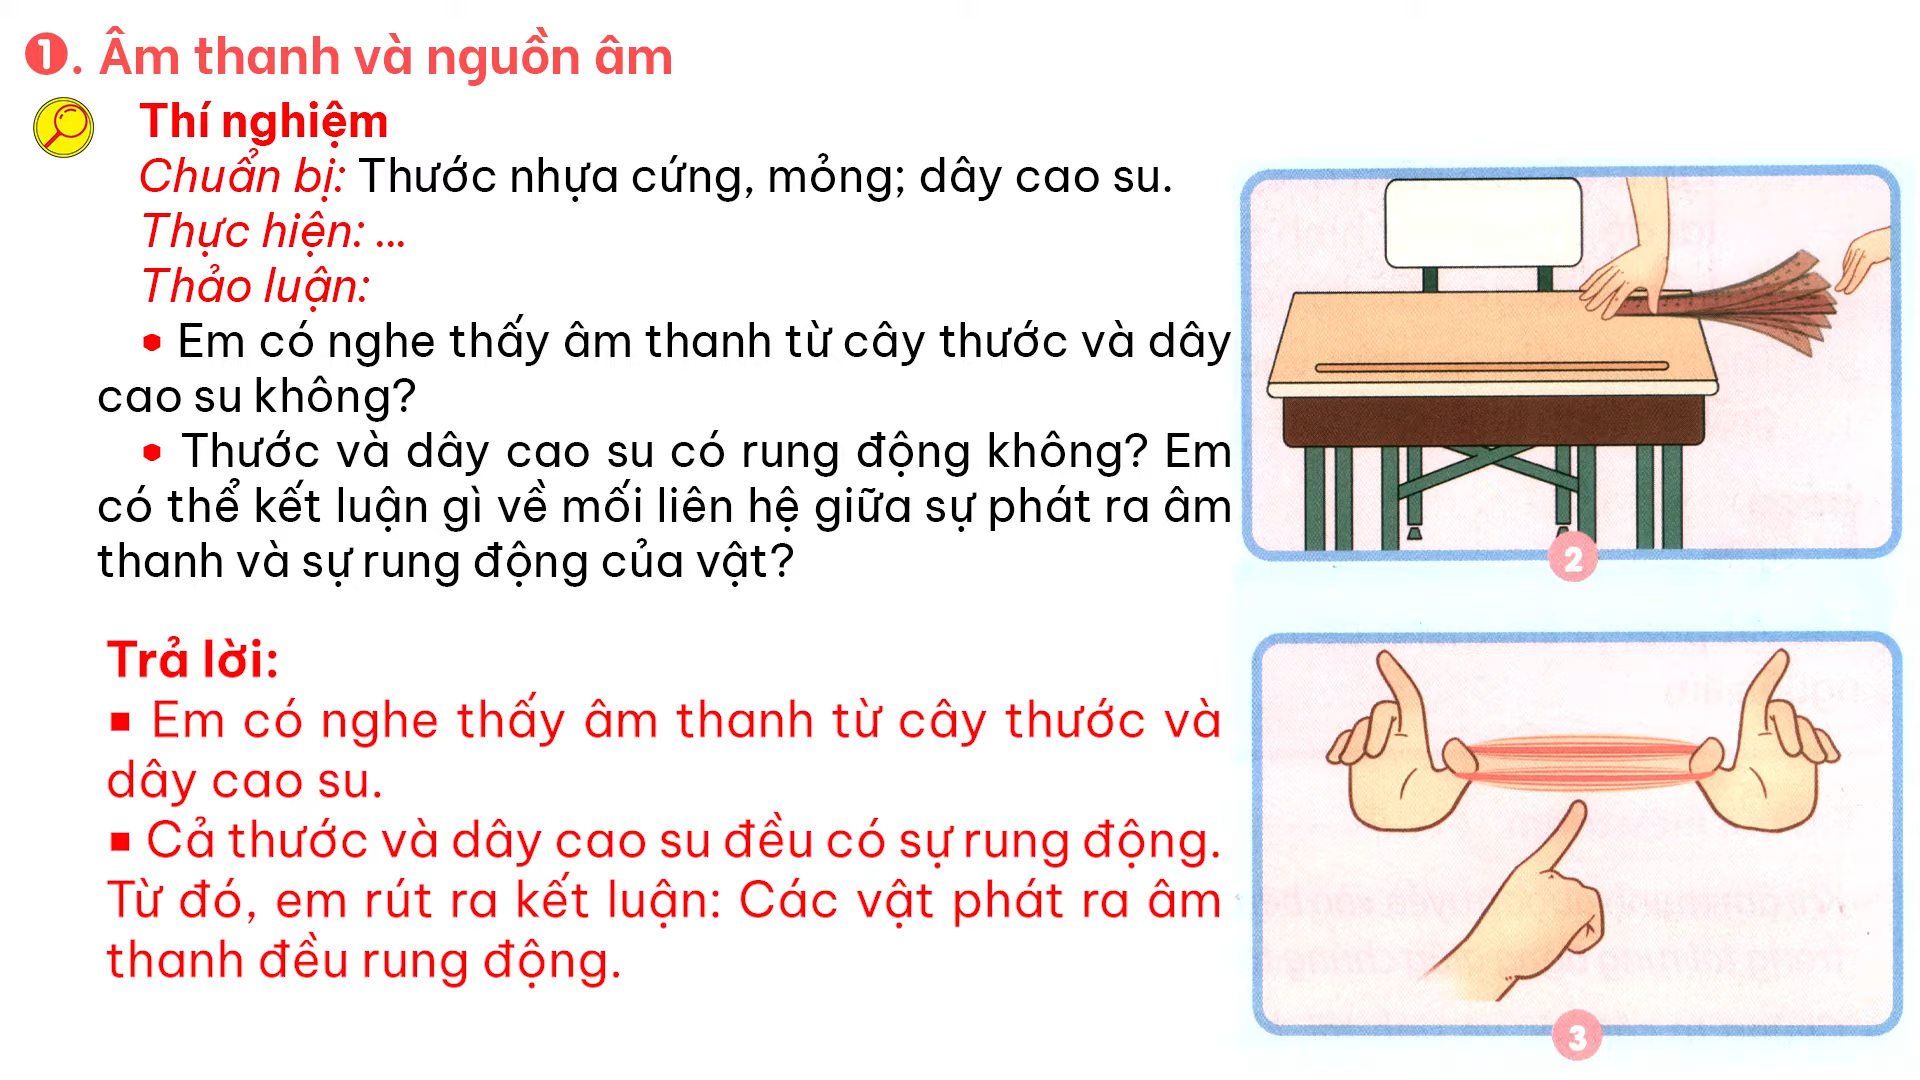 ❶. Âm thanh và nguồn âm
Thí nghiệm
Chuẩn bị: Thước nhựa cứng, mỏng; dây cao su.
Thực hiện: ...
Thảo luận:
• Em có nghe thấy âm thanh từ cây thước và dây
cao su không?
• Thước và dây cao su có rung động không? Em
có thể kết luận gì về mối liên hệ giữa sự phát ra âm
thanh và sự rung động của vật?
Trả lời:
▪ Em có nghe thấy âm thanh từ cây thước và
dây cao su.
▪ Cả thước và dây cao su đều có sự rung động.
Từ đó, em rút ra kết luận: Các vật phát ra âm
thanh đều rung động.
2
3